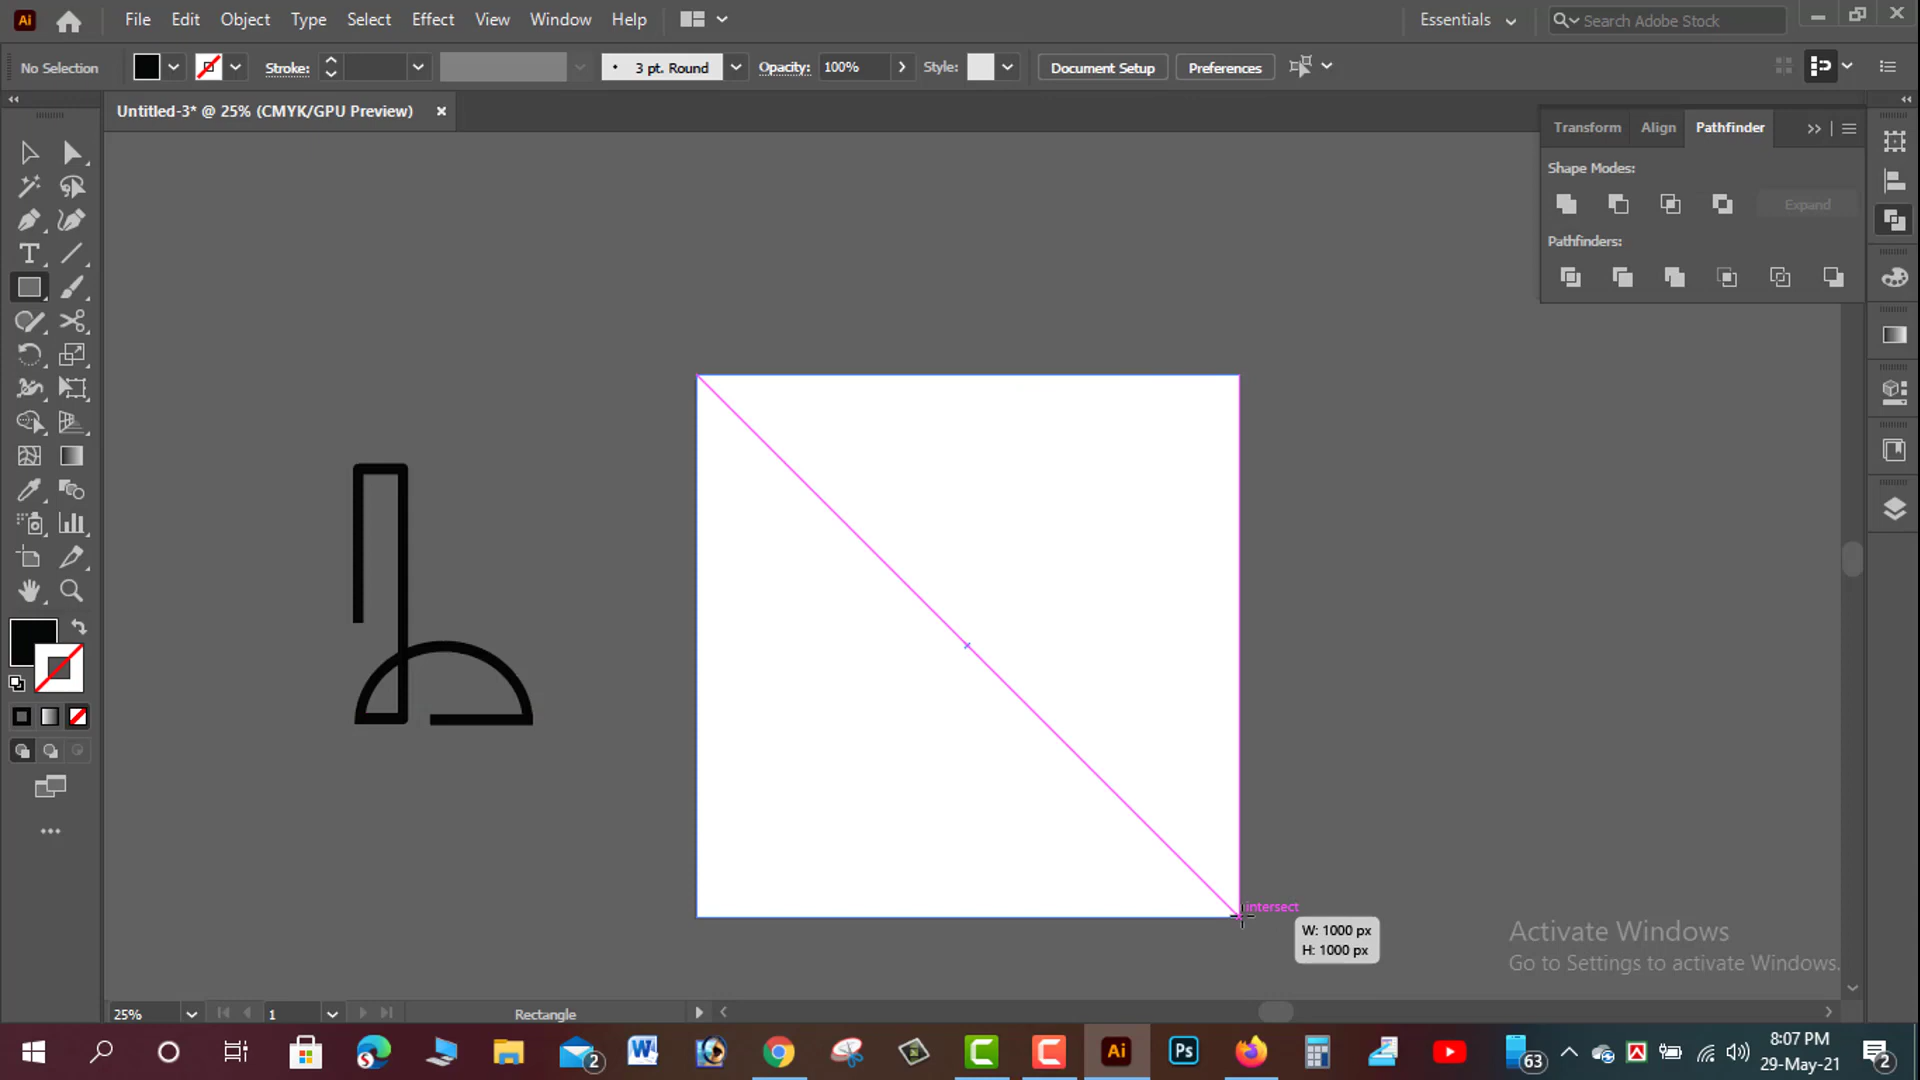 Ai File Edit Object Type Select Effect View Window Help Essentials Search Adobe Stock
No Selection Stroke: 3 pt. Round Opacity: 100% Style: Document Setup Preferences
Untitled-3* @ 25% (CMYK/GPU Preview)
Transform Align Pathfinder
Shape Modes:
Expand
Pathfinders:
T
intersect
W: 1000 px
H: 1000 px
Activate Windows
Go to Settings to activate Windows.
25% 1 Rectangle
2 W C C Ai Ps 63 A 8:07 PM
29-May-21 2